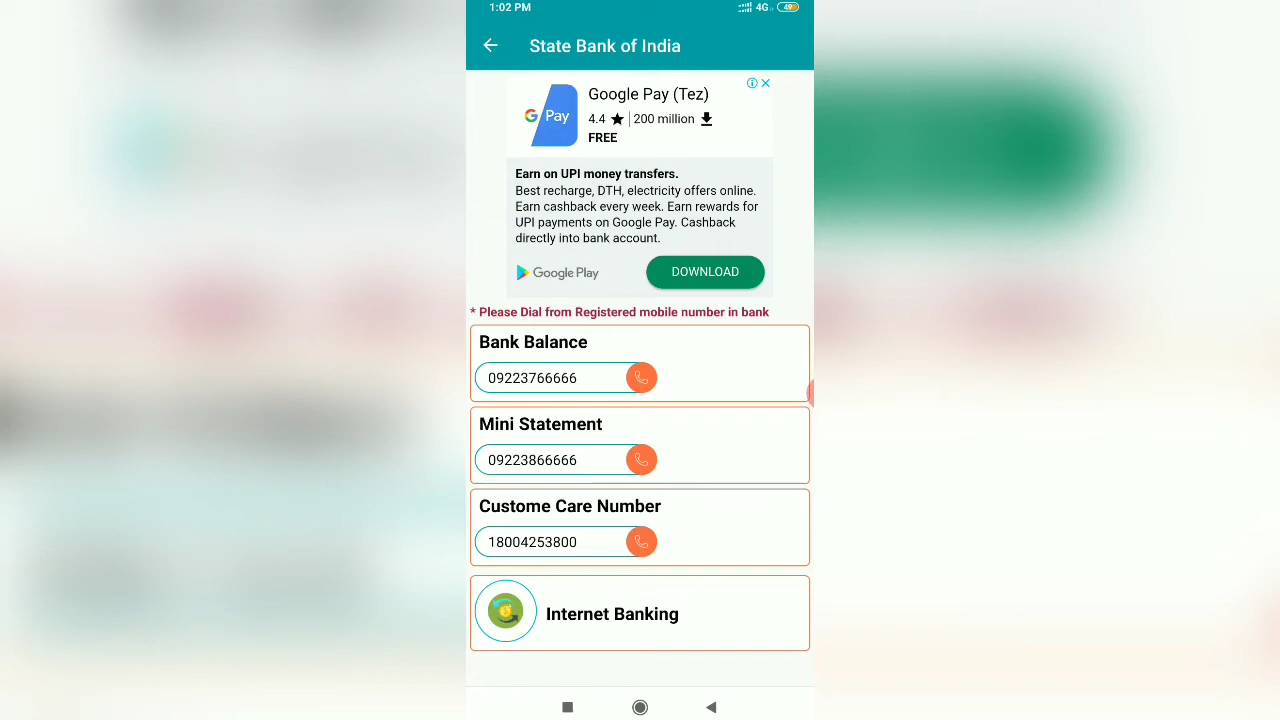 1:02 PM
4G
49
State Bank of India
Google Pay (Tez)
G Pay
4.4 ★ | 200 million
FREE
Earn on UPI money transfers.
Best recharge, DTH, electricity offers online.
Earn cashback every week. Earn rewards for
UPI payments on Google Pay. Cashback
directly into bank account.
Google Play
DOWNLOAD
* Please Dial from Registered mobile number in bank
Bank Balance
09223766666
Mini Statement
09223866666
Custome Care Number
18004253800
Internet Banking